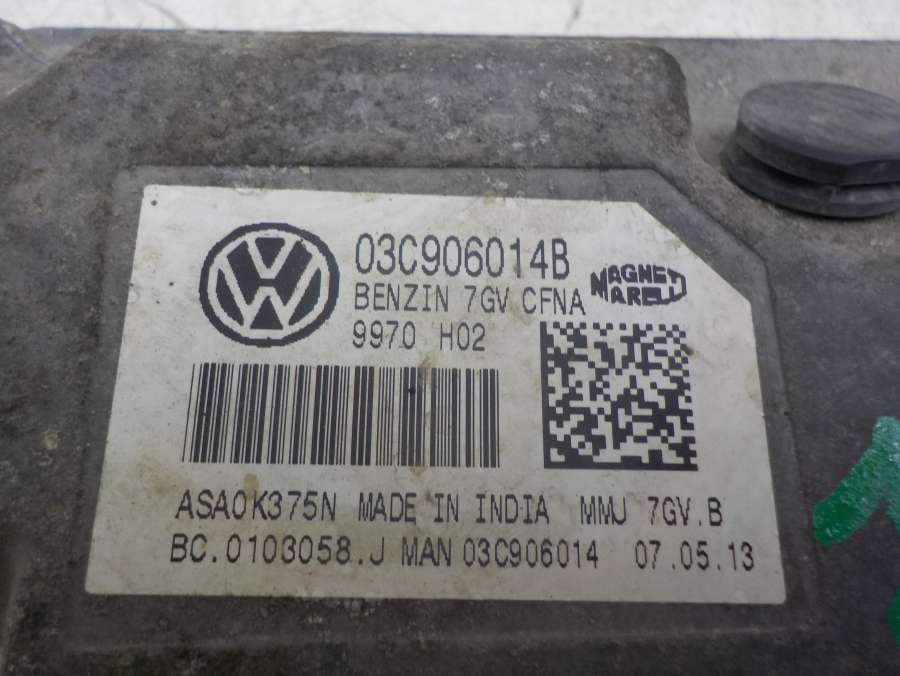 03C906014B
BENZIN 7GV CFNA
MAGNETI
MARELLI
9970 H02
ASA0K375N MADE IN INDIA MMJ 7GV.B
BC.0103058.J MAN 03C906014 07.05.13